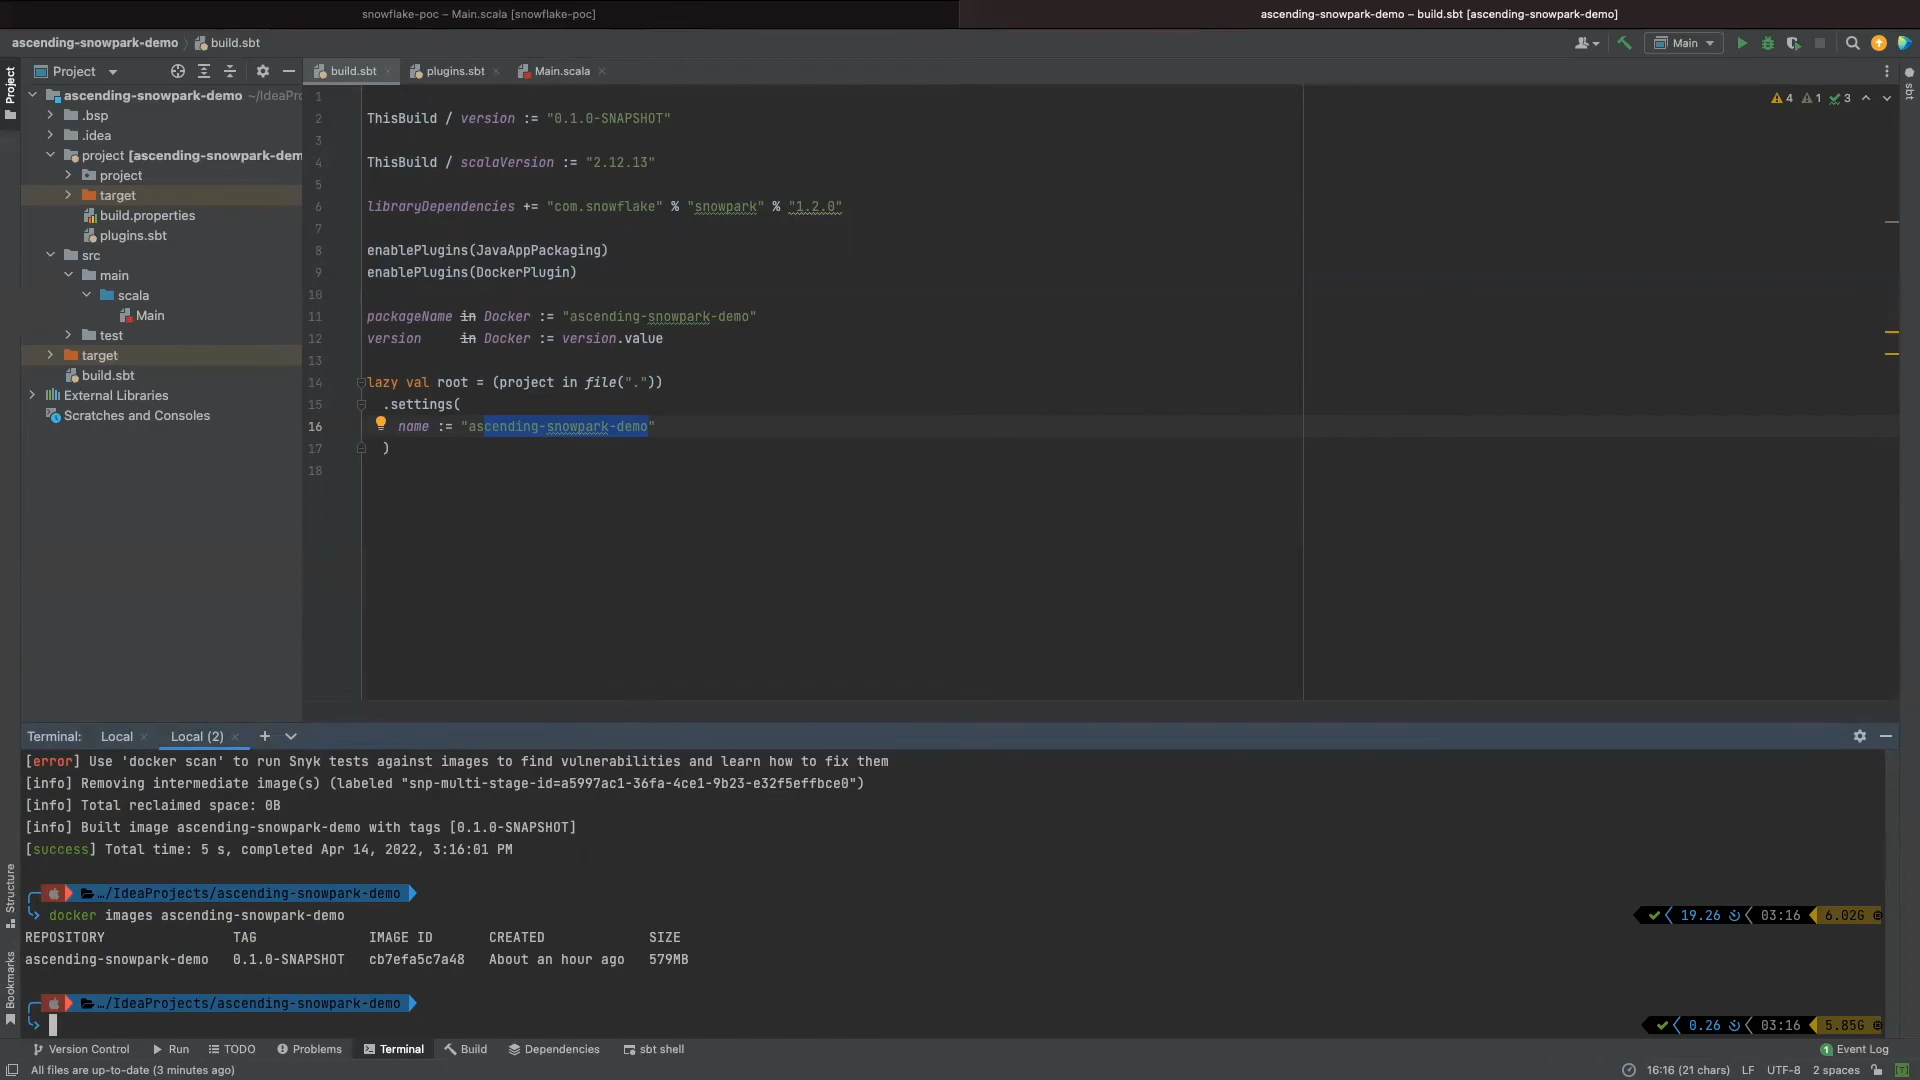 snowflake-poc – Main.scala [snowflake-poc]
ascending-snowpark-demo – build.sbt [ascending-snowpark-demo]
ascending-snowpark-demo
build.sbt
Main
Project
Project
build.sbt
plugins.sbt
Main.scala
sbt
ascending-snowpark-demo ~/IdeaPro
.bsp
.idea
project [ascending-snowpark-dem
project
target
build.properties
plugins.sbt
src
main
scala
Main
test
target
build.sbt
External Libraries
Scratches and Consoles
4 1 3
1
2 ThisBuild / version := "0.1.0-SNAPSHOT"
3
4 ThisBuild / scalaVersion := "2.12.13"
5
6 libraryDependencies += "com.snowflake" % "snowpark" % "1.2.0"
7
8 enablePlugins(JavaAppPackaging)
9 enablePlugins(DockerPlugin)
10
11 packageName in Docker := "ascending-snowpark-demo"
12 version     in Docker := version.value
13
14 lazy val root = (project in file("."))
15   .settings(
16     name := "ascending-snowpark-demo"
17   )
18
Terminal: Local Local (2)
[error] Use 'docker scan' to run Snyk tests against images to find vulnerabilities and learn how to fix them
[info] Removing intermediate image(s) (labeled "snp-multi-stage-id=a5997ac1-36fa-4ce1-9b23-e32f5effbce0")
[info] Total reclaimed space: 0B
[info] Built image ascending-snowpark-demo with tags [0.1.0-SNAPSHOT]
[success] Total time: 5 s, completed Apr 14, 2022, 3:16:01 PM
…/IdeaProjects/ascending-snowpark-demo
docker images ascending-snowpark-demo 19.26 03:16 6.02G
REPOSITORY TAG IMAGE ID CREATED SIZE
ascending-snowpark-demo 0.1.0-SNAPSHOT cb7efa5c7a48 About an hour ago 579MB
…/IdeaProjects/ascending-snowpark-demo
0.26 03:16 5.85G
Structure
Bookmarks
Version Control Run TODO Problems Terminal Build Dependencies sbt shell 1 Event Log
All files are up-to-date (3 minutes ago) 16:16 (21 chars) LF UTF-8 2 spaces